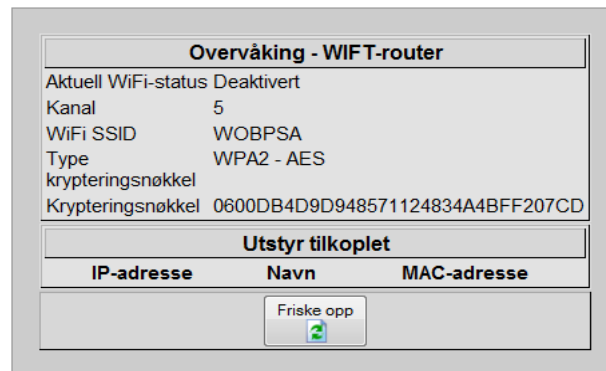 Overvåking - WIFT-router
Aktuell WiFi-status Deaktivert
Kanal 5
WiFi SSID WOBPSA
Type WPA2 - AES
krypteringsnøkkel
Krypteringsnøkkel 0600DB4D9D948571124834A4BFF207CD
Utstyr tilkoplet
IP-adresse Navn MAC-adresse
Friske opp